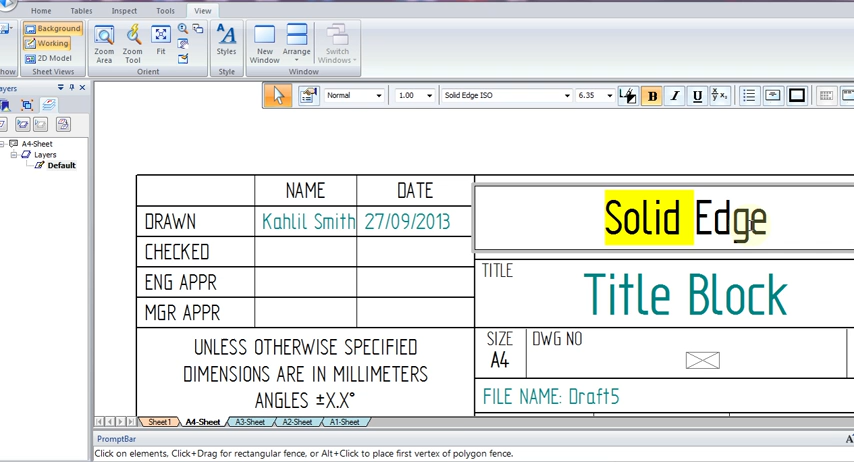 Home Tables Inspect Tools View
Background
Working
2D Model
Sheet Views
Zoom Area
Zoom Tool
Fit
Orient
Styles
Style
New Window
Arrange
Switch Windows
Window
Normal 1.00 Solid Edge ISO 6.35 B I U
A4-Sheet
Layers
Default
NAME DATE
DRAWN Kahlil Smith 27/09/2013
CHECKED
ENG APPR
MGR APPR
Solid Edge
TITLE
Title Block
SIZE DWG NO
A4
UNLESS OTHERWISE SPECIFIED
DIMENSIONS ARE IN MILLIMETERS
ANGLES ±X.X°
FILE NAME: Draft5
Sheet1 A4-Sheet A3-Sheet A2-Sheet A1-Sheet
PromptBar
Click on elements, Click+Drag for rectangular fence, or Alt+Click to place first vertex of polygon fence.